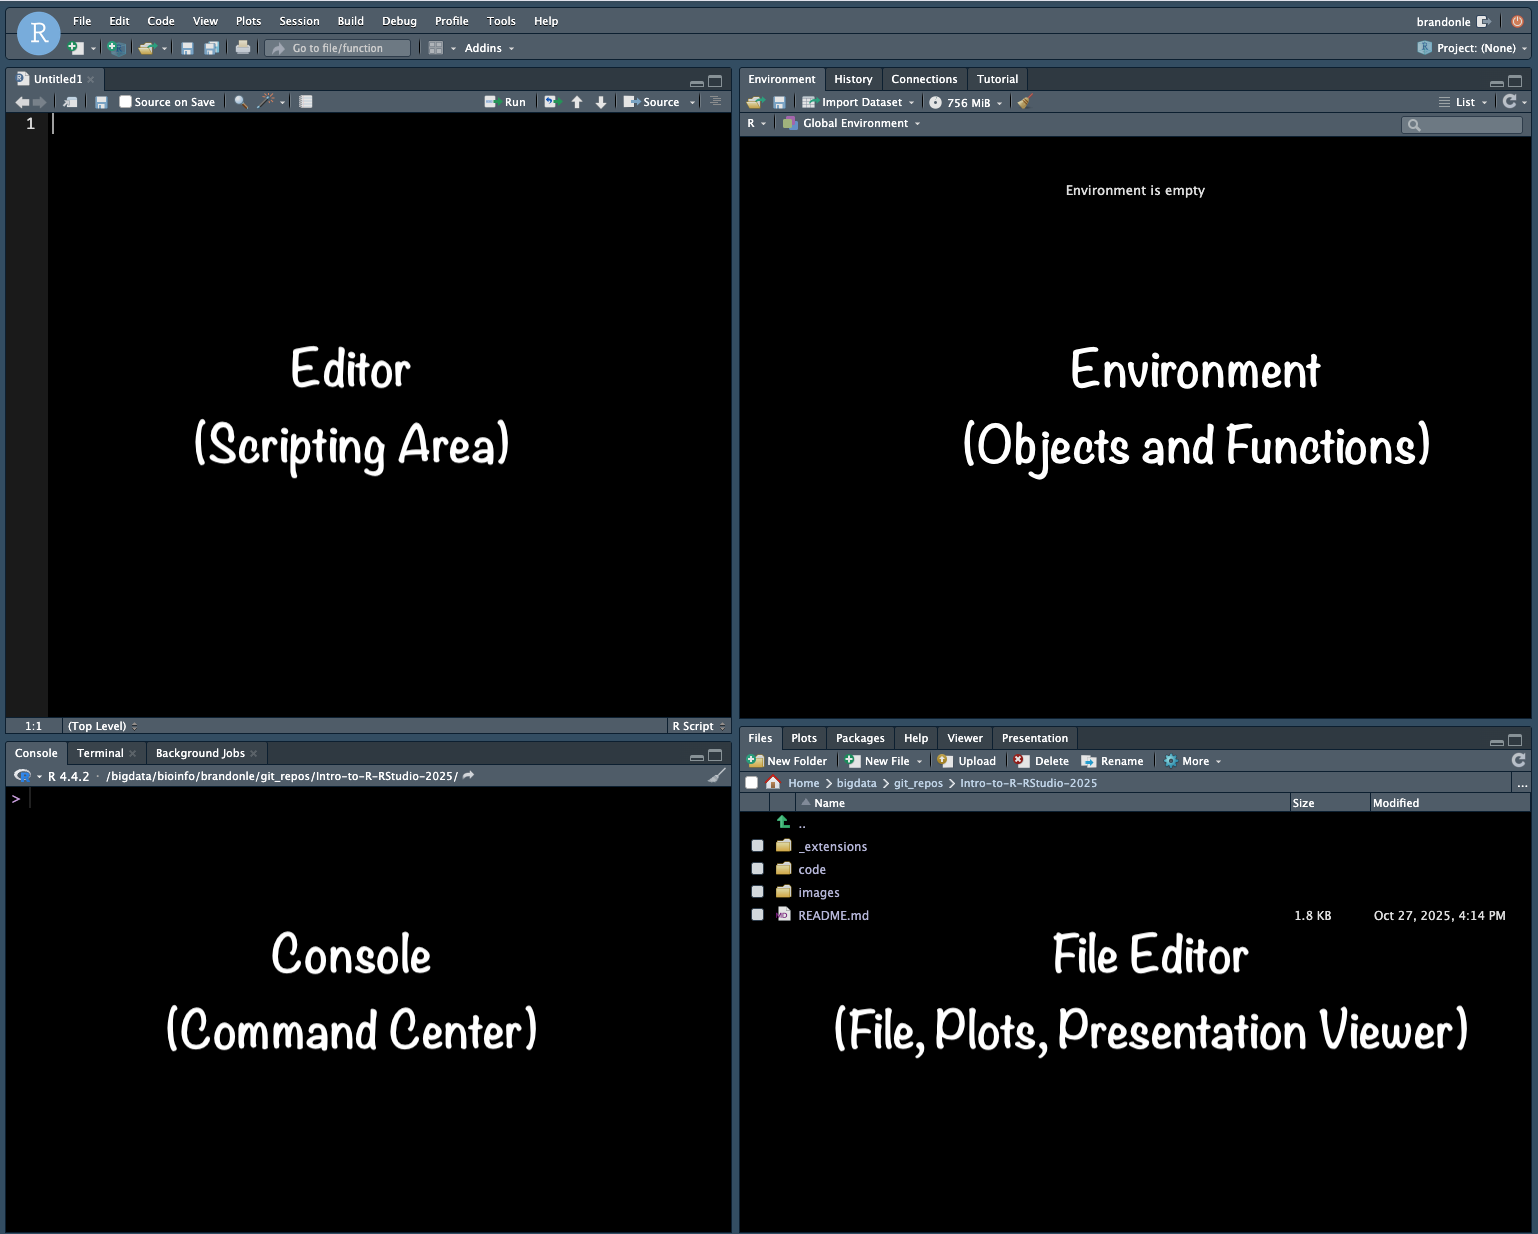 R
File Edit Code View Plots Session Build Debug Profile Tools Help
brandonle
Go to file/function
Addins
Project: (None)
Untitled1
Source on Save
Run
Source
1
Editor
(Scripting Area)
1:1
(Top Level)
R Script
Environment History Connections Tutorial
Import Dataset
756 MiB
List
R
Global Environment
Environment is empty
Environment
(Objects and Functions)
Console Terminal Background Jobs
R 4.4.2 · /bigdata/bioinfo/brandonle/git_repos/Intro-to-R-RStudio-2025/
>
Console
(Command Center)
Files Plots Packages Help Viewer Presentation
New Folder New File Upload Delete Rename More
Home > bigdata > git_repos > Intro-to-R-RStudio-2025
...
Name Size Modified
..
_extensions
code
images
README.md 1.8 KB Oct 27, 2025, 4:14 PM
File Editor
(File, Plots, Presentation Viewer)